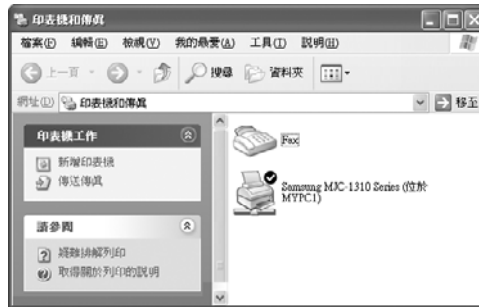 印表機和傳真
檔案(F) 編輯(E) 檢視(V) 我的最愛(A) 工具(T) 說明(H)
上一頁 搜尋 資料夾
網址(D) 印表機和傳真 移至
印表機工作
新增印表機
傳送傳真
請參閱
疑難排解列印
取得關於列印的說明
Fax
Samsung MJC-1310 Series (位於
MYPC1)